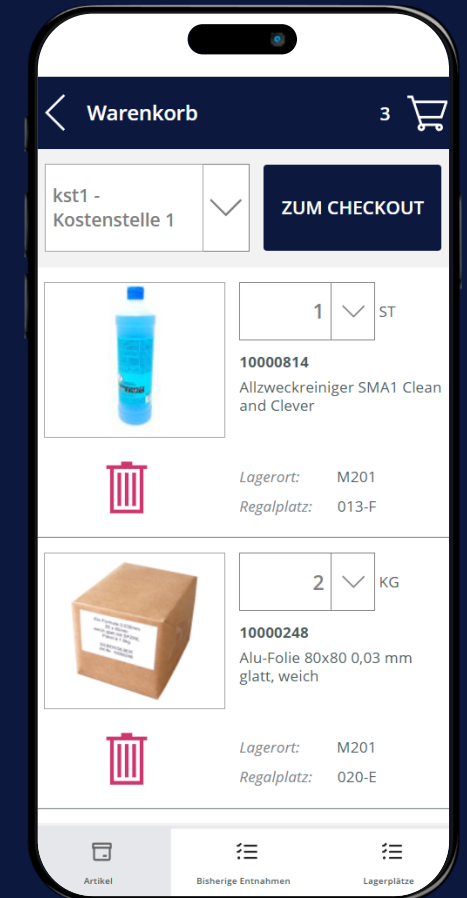 Warenkorb
3
kst1 -
Kostenstelle 1
ZUM CHECKOUT
1
ST
10000814
Allzweckreiniger SMA1 Clean
and Clever
Lagerort: M201
Regalplatz: 013-F
2
KG
10000248
Alu-Folie 80x80 0,03 mm
glatt, weich
Lagerort: M201
Regalplatz: 020-E
Artikel
Bisherige Entnahmen
Lagerplätze